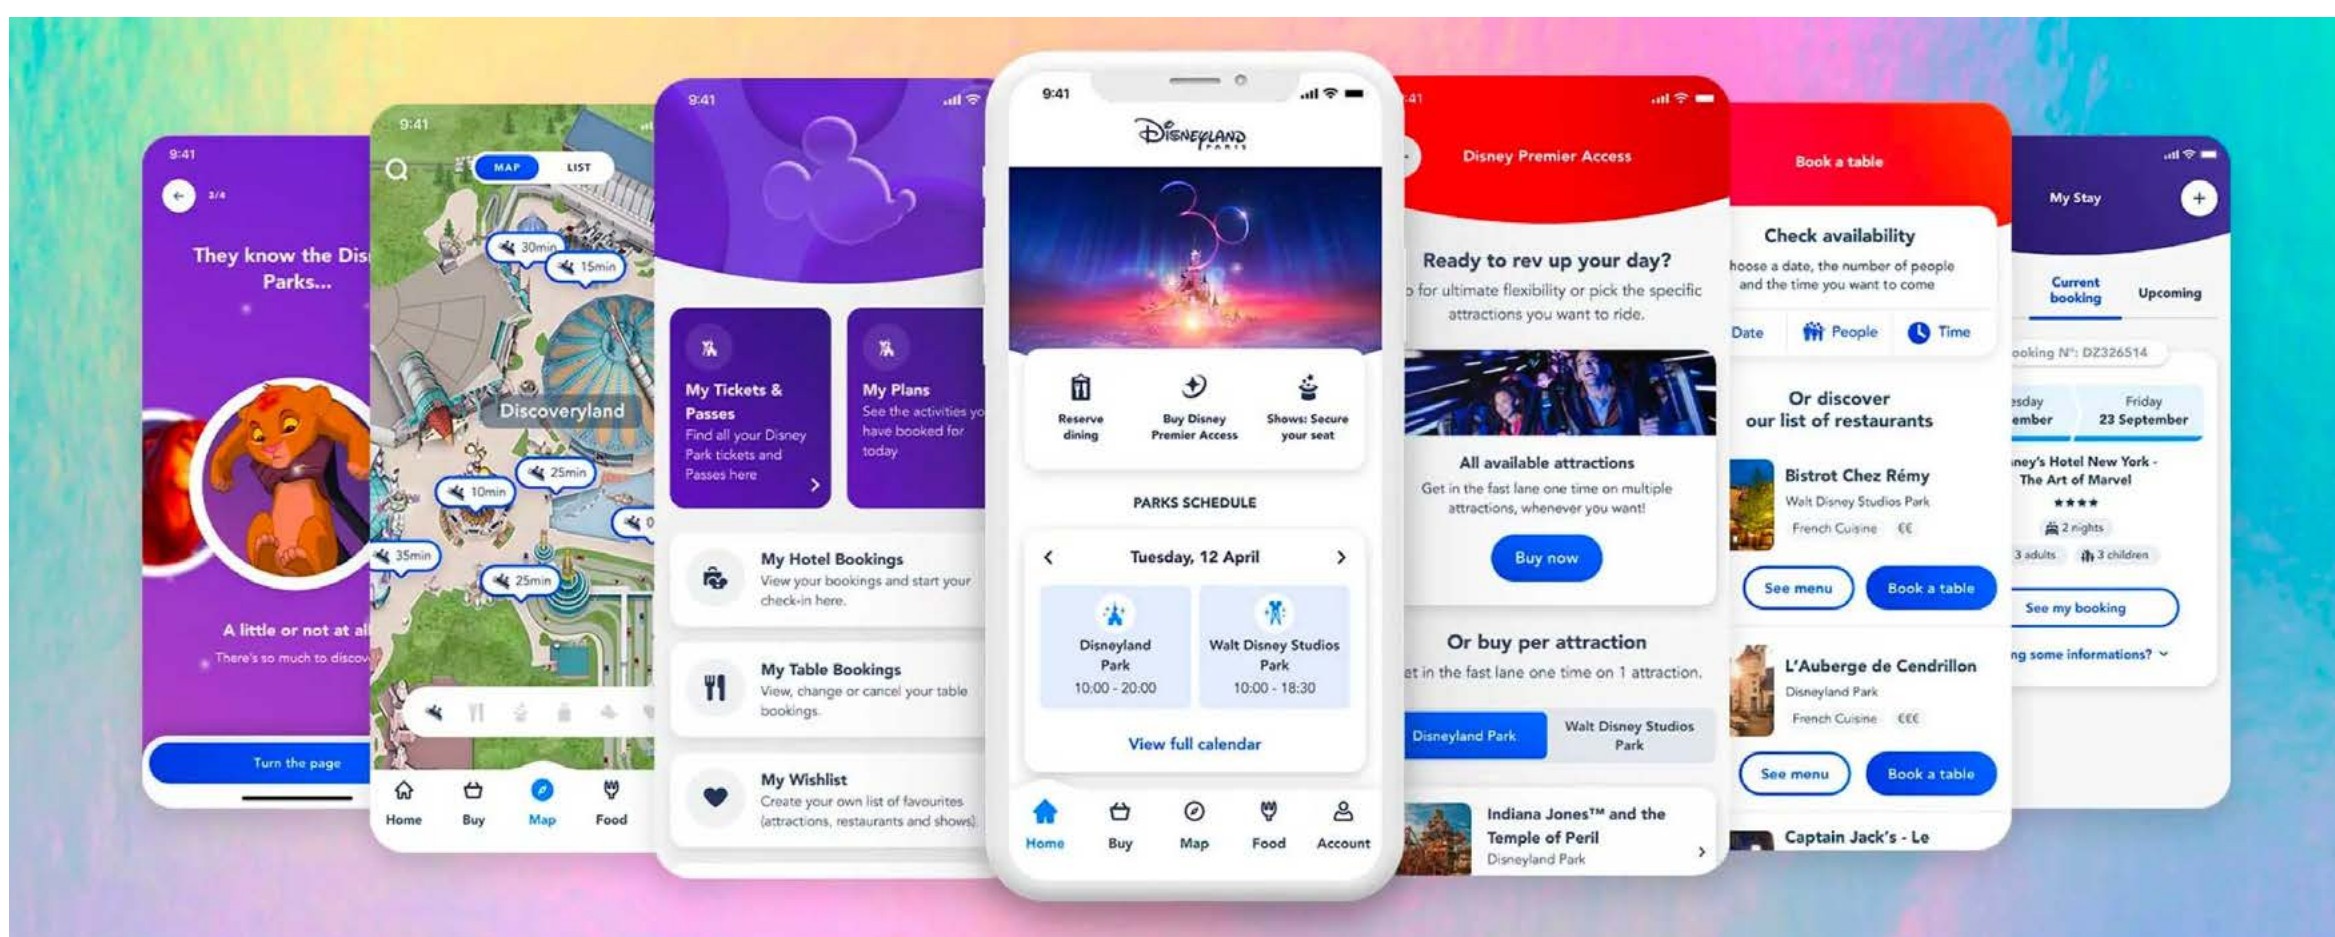 9:41
3/4
They know the Dis
Parks...
A little or not at al
There's so much to discov
Turn the page
9:41
MAP
LIST
30min
15min
Discoveryland
25min
10min
0
35min
25min
Home
Buy
Map
Food
9:41
My Tickets &
Passes
Find all your Disney
Park tickets and
Passes here
My Plans
See the activities yo
have booked for
today
My Hotel Bookings
View your bookings and start your
check-in here.
My Table Bookings
View, change or cancel your table
bookings.
My Wishlist
Create your own list of favourites
(attractions, restaurants and shows).
9:41
Disneyland
PARIS
30
Reserve
dining
Buy Disney
Premier Access
Shows: Secure
your seat
PARKS SCHEDULE
Tuesday, 12 April
Disneyland
Park
10:00 - 20:00
Walt Disney Studios
Park
10:00 - 18:30
View full calendar
Home
Buy
Map
Food
Account
:41
Disney Premier Access
Ready to rev up your day?
o for ultimate flexibility or pick the specific
attractions you want to ride.
All available attractions
Get in the fast lane one time on multiple
attractions, whenever you want!
Buy now
Or buy per attraction
et in the fast lane one time on 1 attraction.
Disneyland Park
Walt Disney Studios
Park
Indiana Jones™ and the
Temple of Peril
Disneyland Park
Book a table
Check availability
hoose a date, the number of people
and the time you want to come
Date
People
Time
Or discover
our list of restaurants
Bistrot Chez Rémy
Walt Disney Studios Park
French Cuisine €€
See menu
Book a table
L'Auberge de Cendrillon
Disneyland Park
French Cuisine €€€
See menu
Book a table
Captain Jack's - Le
My Stay
Current
booking
Upcoming
ooking N°: DZ326514
esday
ember
Friday
23 September
ney's Hotel New York -
The Art of Marvel
2 nights
3 adults
3 children
See my booking
ng some informations?